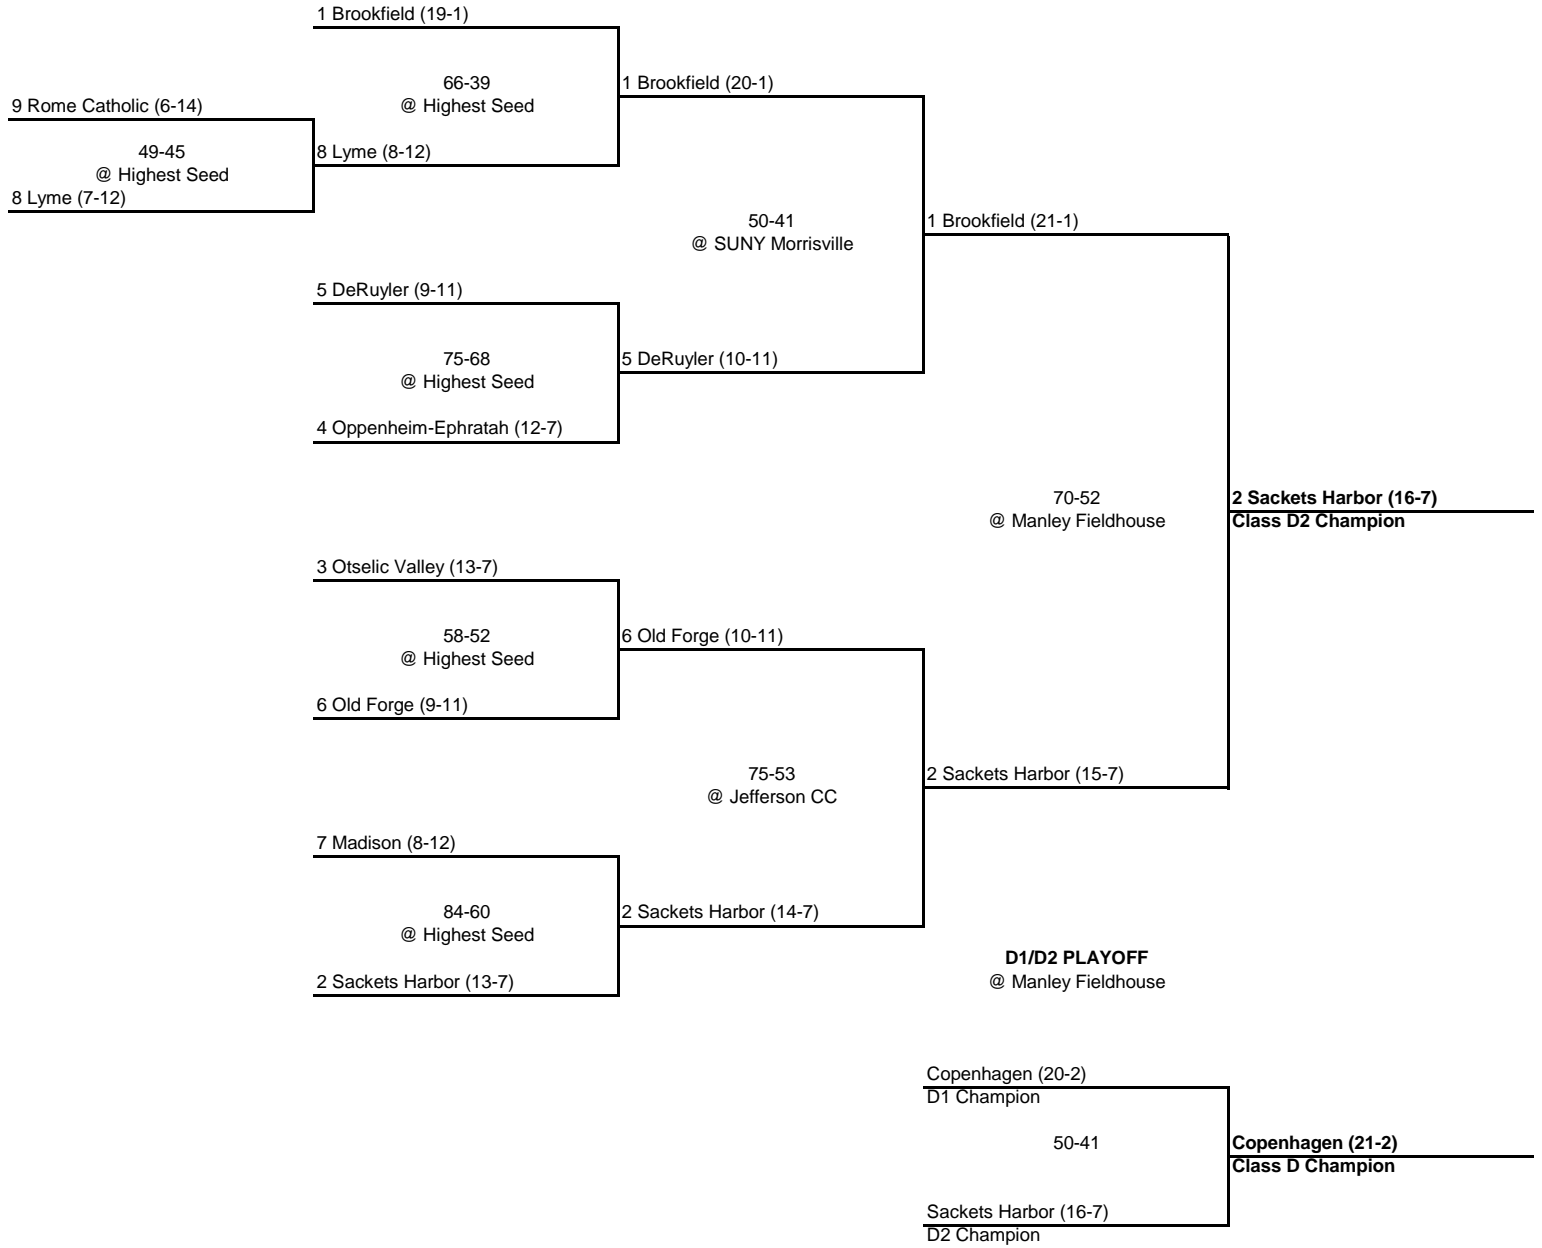 1 Brookfield (19-1)
66-39
@ Highest Seed
1 Brookfield (20-1)
9 Rome Catholic (6-14)
49-45
@ Highest Seed
8 Lyme (8-12)
8 Lyme (7-12)
50-41
@ SUNY Morrisville
1 Brookfield (21-1)
5 DeRuyler (9-11)
75-68
@ Highest Seed
5 DeRuyler (10-11)
4 Oppenheim-Ephratah (12-7)
70-52
@ Manley Fieldhouse
2 Sackets Harbor (16-7)
Class D2 Champion
3 Otselic Valley (13-7)
58-52
@ Highest Seed
6 Old Forge (10-11)
6 Old Forge (9-11)
75-53
@ Jefferson CC
2 Sackets Harbor (15-7)
7 Madison (8-12)
84-60
@ Highest Seed
2 Sackets Harbor (14-7)
2 Sackets Harbor (13-7)
D1/D2 PLAYOFF
@ Manley Fieldhouse
Copenhagen (20-2)
D1 Champion
50-41
Copenhagen (21-2)
Class D Champion
Sackets Harbor (16-7)
D2 Champion